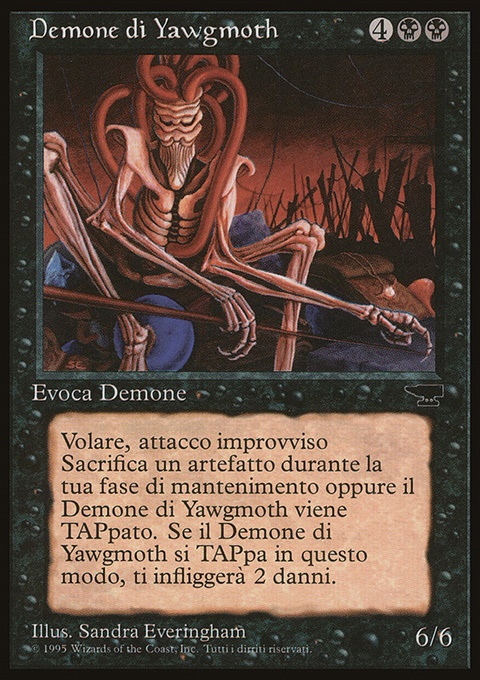 Demone di Yawgmoth 4
SE
Evoca Demone
Volare, attacco improvviso
Sacrifica un artefatto durante la
tua fase di mantenimento oppure il
Demone di Yawgmoth viene
TAPpato. Se il Demone di
Yawgmoth si TAPpa in questo
modo, ti infliggerà 2 danni.
Illus. Sandra Everingham
© 1995 Wizards of the Coast, Inc. Tutti i diritti riservati.
6/6